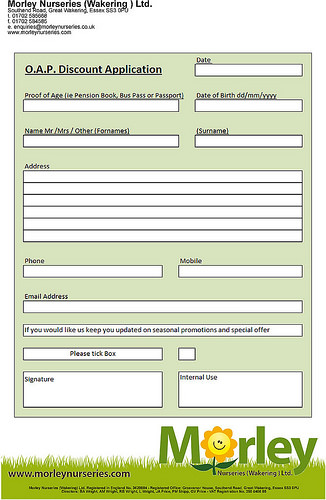 Morley Nurseries (Wakering ) Ltd.
Southend Road, Great Wakering, Essex SS3 0PU
t. 01702 585668
f. 01702 584585
e. enquiries@morleynurseries.co.uk
www.morleynurseries.com
Date
O.A.P. Discount Application
Proof of Age (ie Pension Book, Bus Pass or Passport) Date of Birth dd/mm/yyyy
Name Mr /Mrs / Other (Fornames) (Surname)
Address
Phone Mobile
Email Address
If you would like us keep you updated on seasonal promotions and special offer
Please tick Box
Signature Internal Use
Morley
www.morleynurseries.com Nurseries (Wakering ) Ltd.